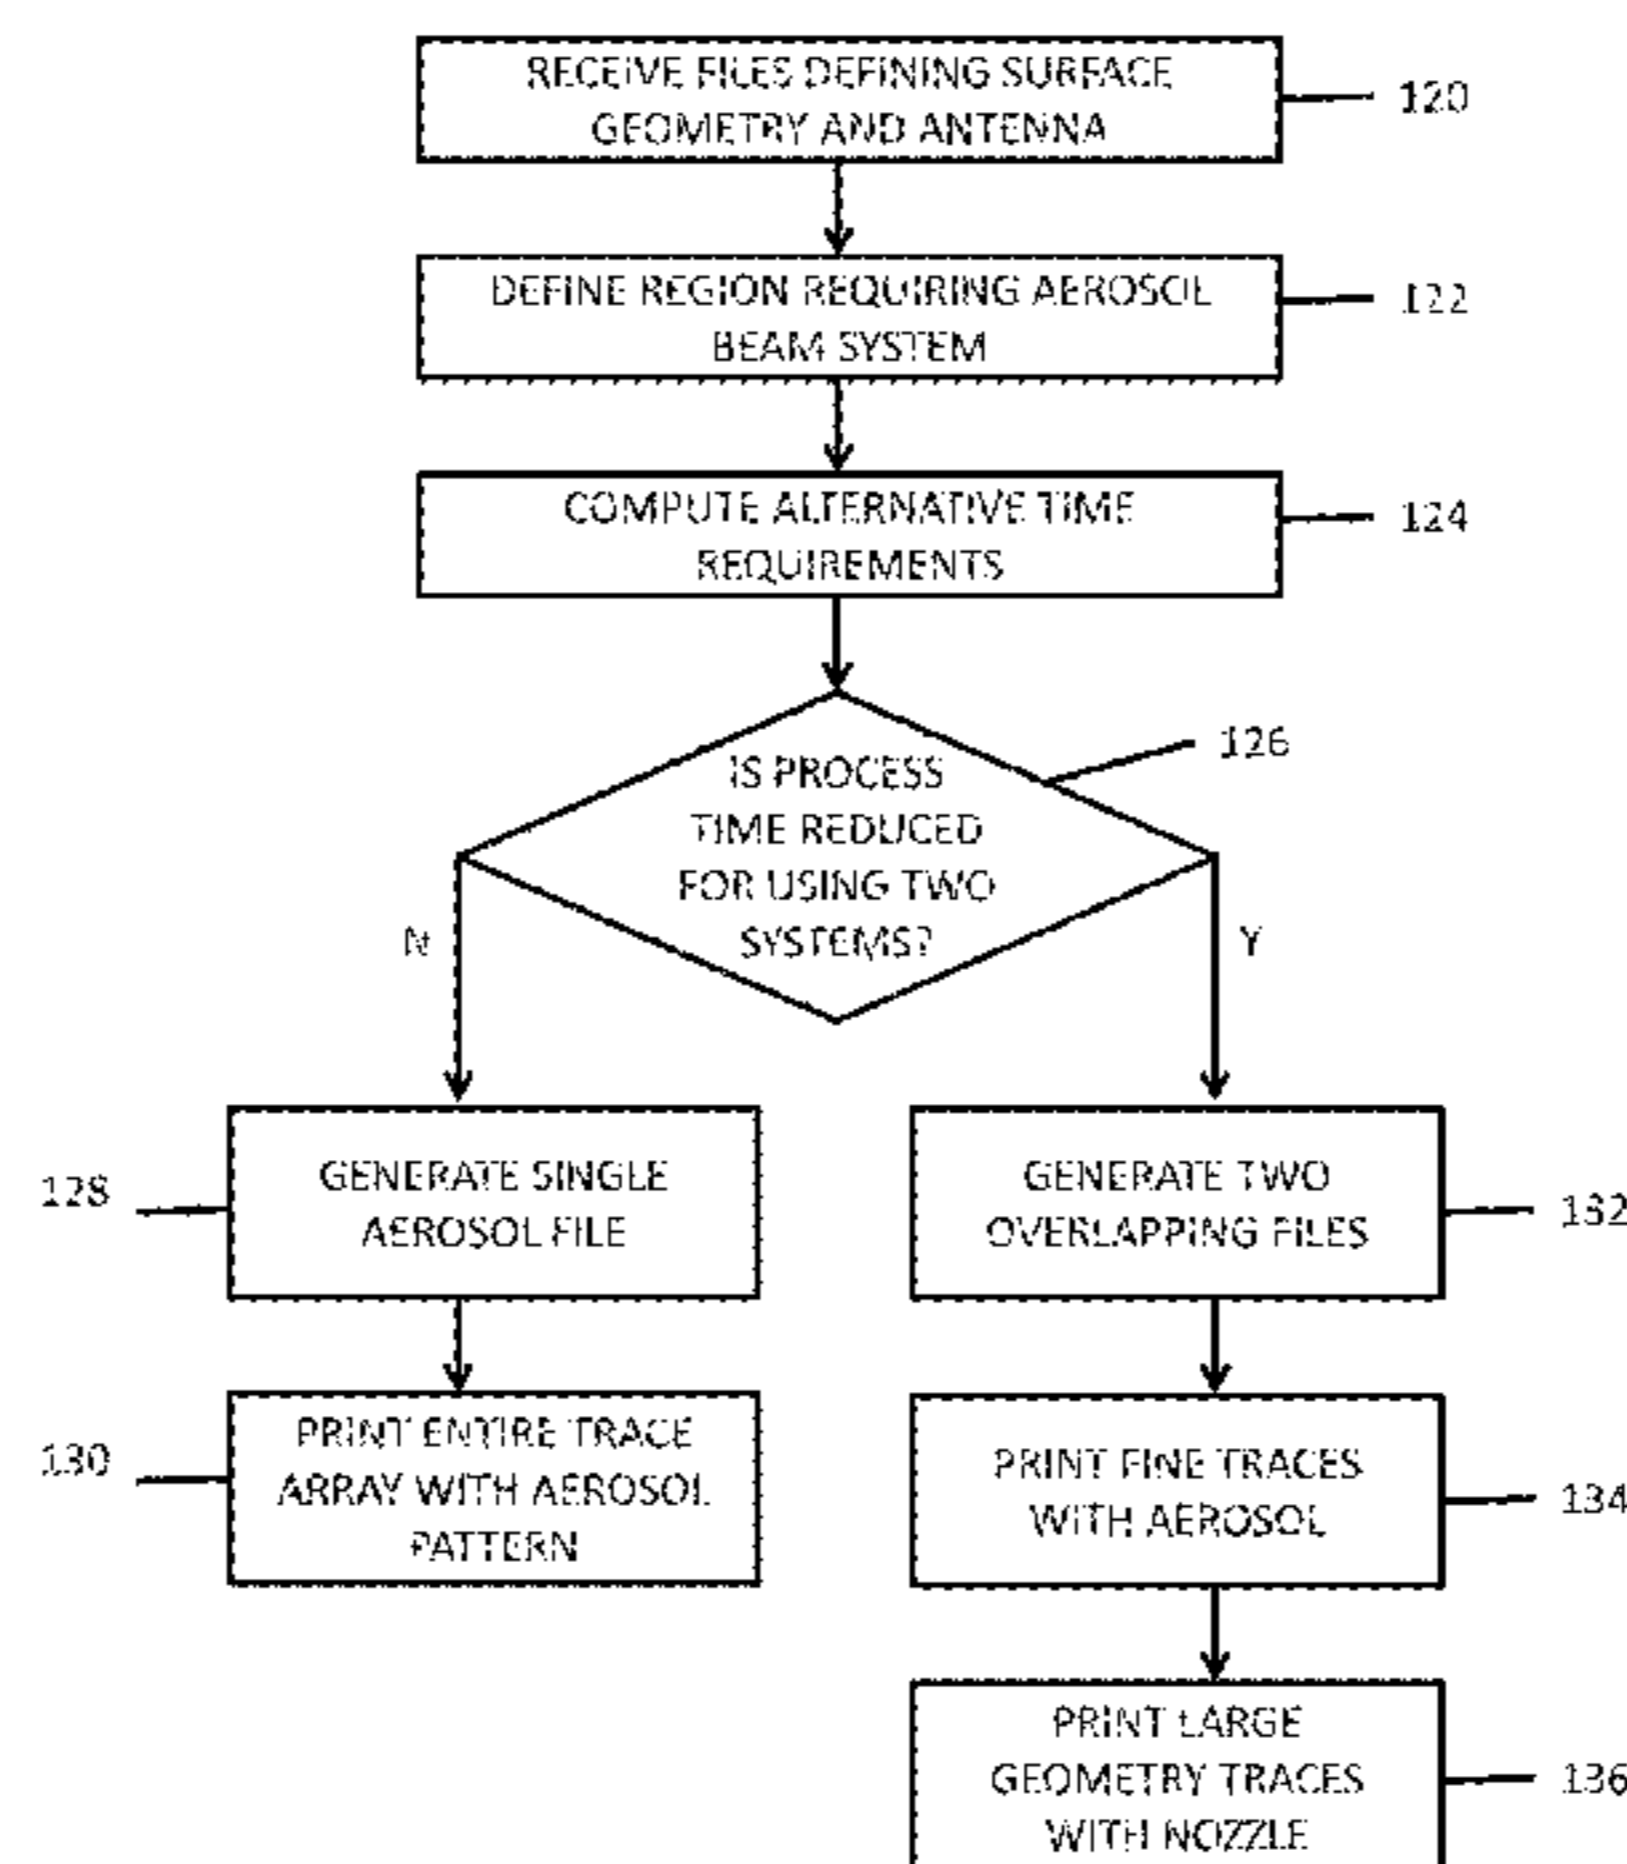 RECEIVE FILES DEFINING SURFACE
GEOMETRY AND ANTENNA
120
DEFINE REGION REQUIRING AEROSOL
BEAM SYSTEM
122
COMPUTE ALTERNATIVE TIME
REQUIREMENTS
124
126
IS PROCESS
TIME REDUCED
FOR USING TWO
SYSTEMS?
N
Y
128
GENERATE SINGLE
AEROSOL FILE
GENERATE TWO
OVERLAPPING FILES
132
130
PRINT ENTIRE TRACE
ARRAY WITH AEROSOL
PATTERN
PRINT FINE TRACES
WITH AEROSOL
134
PRINT LARGE
GEOMETRY TRACES
WITH NOZZLE
136